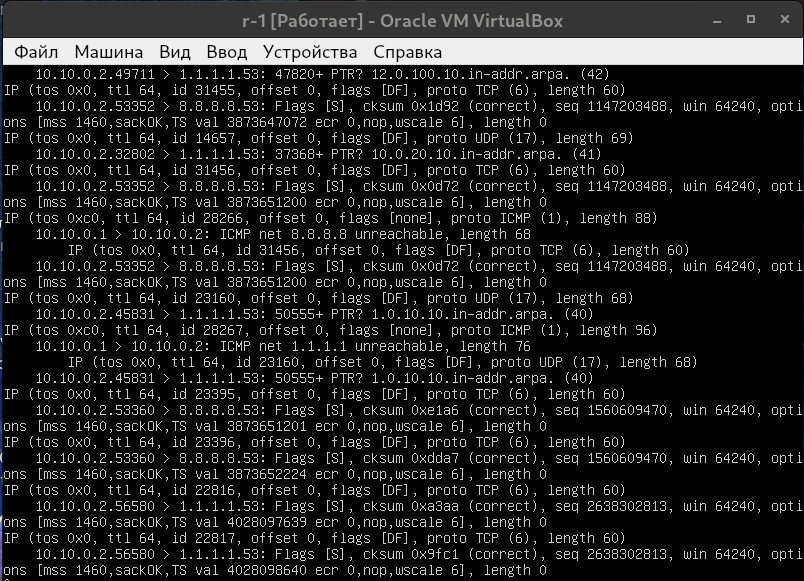 r-1 [Работает] - Oracle VM VirtualBox
Файл Машина Вид Ввод Устройства Справка
10.10.0.2.49711 > 1.1.1.1.53: 47820+ PTR? 12.0.100.10.in-addr.arpa. (42)
IP (tos 0x0, ttl 64, id 31455, offset 0, flags [DF], proto TCP (6), length 60)
10.10.0.2.53352 > 8.8.8.8.53: Flags [S], cksum 0x1d92 (correct), seq 1147203488, win 64240, opti
ons [mss 1460,sackOK,TS val 3873647072 ecr 0,nop,wscale 6], length 0
IP (tos 0x0, ttl 64, id 14657, offset 0, flags [DF], proto UDP (17), length 69)
10.10.0.2.32802 > 1.1.1.1.53: 37368+ PTR? 10.0.20.10.in-addr.arpa. (41)
IP (tos 0x0, ttl 64, id 31456, offset 0, flags [DF], proto TCP (6), length 60)
10.10.0.2.53352 > 8.8.8.8.53: Flags [S], cksum 0x0d72 (correct), seq 1147203488, win 64240, opti
ons [mss 1460,sackOK,TS val 3873651200 ecr 0,nop,wscale 6], length 0
IP (tos 0xc0, ttl 64, id 28266, offset 0, flags [none], proto ICMP (1), length 88)
10.10.0.1 > 10.10.0.2: ICMP net 8.8.8.8 unreachable, length 68
IP (tos 0x0, ttl 64, id 31456, offset 0, flags [DF], proto TCP (6), length 60)
10.10.0.2.53352 > 8.8.8.8.53: Flags [S], cksum 0x0d72 (correct), seq 1147203488, win 64240, opti
ons [mss 1460,sackOK,TS val 3873651200 ecr 0,nop,wscale 6], length 0
IP (tos 0x0, ttl 64, id 23160, offset 0, flags [DF], proto UDP (17), length 68)
10.10.0.2.45831 > 1.1.1.1.53: 50555+ PTR? 1.0.10.10.in-addr.arpa. (40)
IP (tos 0xc0, ttl 64, id 28267, offset 0, flags [none], proto ICMP (1), length 96)
10.10.0.1 > 10.10.0.2: ICMP net 1.1.1.1 unreachable, length 76
IP (tos 0x0, ttl 64, id 23160, offset 0, flags [DF], proto UDP (17), length 68)
10.10.0.2.45831 > 1.1.1.1.53: 50555+ PTR? 1.0.10.10.in-addr.arpa. (40)
IP (tos 0x0, ttl 64, id 23395, offset 0, flags [DF], proto TCP (6), length 60)
10.10.0.2.53360 > 8.8.8.8.53: Flags [S], cksum 0xe1a6 (correct), seq 1560609470, win 64240, opti
ons [mss 1460,sackOK,TS val 3873651201 ecr 0,nop,wscale 6], length 0
IP (tos 0x0, ttl 64, id 23396, offset 0, flags [DF], proto TCP (6), length 60)
10.10.0.2.53360 > 8.8.8.8.53: Flags [S], cksum 0xdda7 (correct), seq 1560609470, win 64240, opti
ons [mss 1460,sackOK,TS val 3873652224 ecr 0,nop,wscale 6], length 0
IP (tos 0x0, ttl 64, id 22816, offset 0, flags [DF], proto TCP (6), length 60)
10.10.0.2.56580 > 1.1.1.1.53: Flags [S], cksum 0xa3aa (correct), seq 2638302813, win 64240, opti
ons [mss 1460,sackOK,TS val 4028097639 ecr 0,nop,wscale 6], length 0
IP (tos 0x0, ttl 64, id 22817, offset 0, flags [DF], proto TCP (6), length 60)
10.10.0.2.56580 > 1.1.1.1.53: Flags [S], cksum 0x9fc1 (correct), seq 2638302813, win 64240, opti
ons [mss 1460,sackOK,TS val 4028098640 ecr 0,nop,wscale 6], length 0